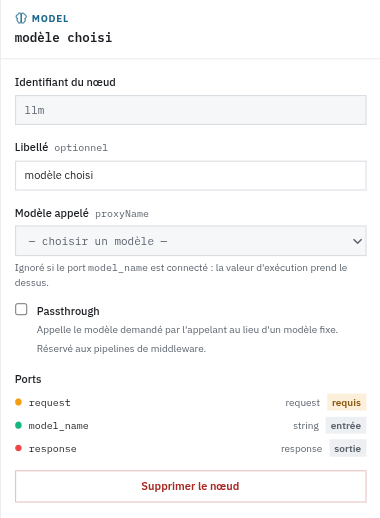 MODEL
modèle choisi
Identifiant du nœud
llm
Libellé optionnel
modèle choisi
Modèle appelé proxyName
— choisir un modèle —
Ignoré si le port model_name est connecté : la valeur d'exécution prend le
dessus.
Passthrough
Appelle le modèle demandé par l'appelant au lieu d'un modèle fixe.
Réservé aux pipelines de middleware.
Ports
request request requis
model_name string entrée
response response sortie
Supprimer le nœud